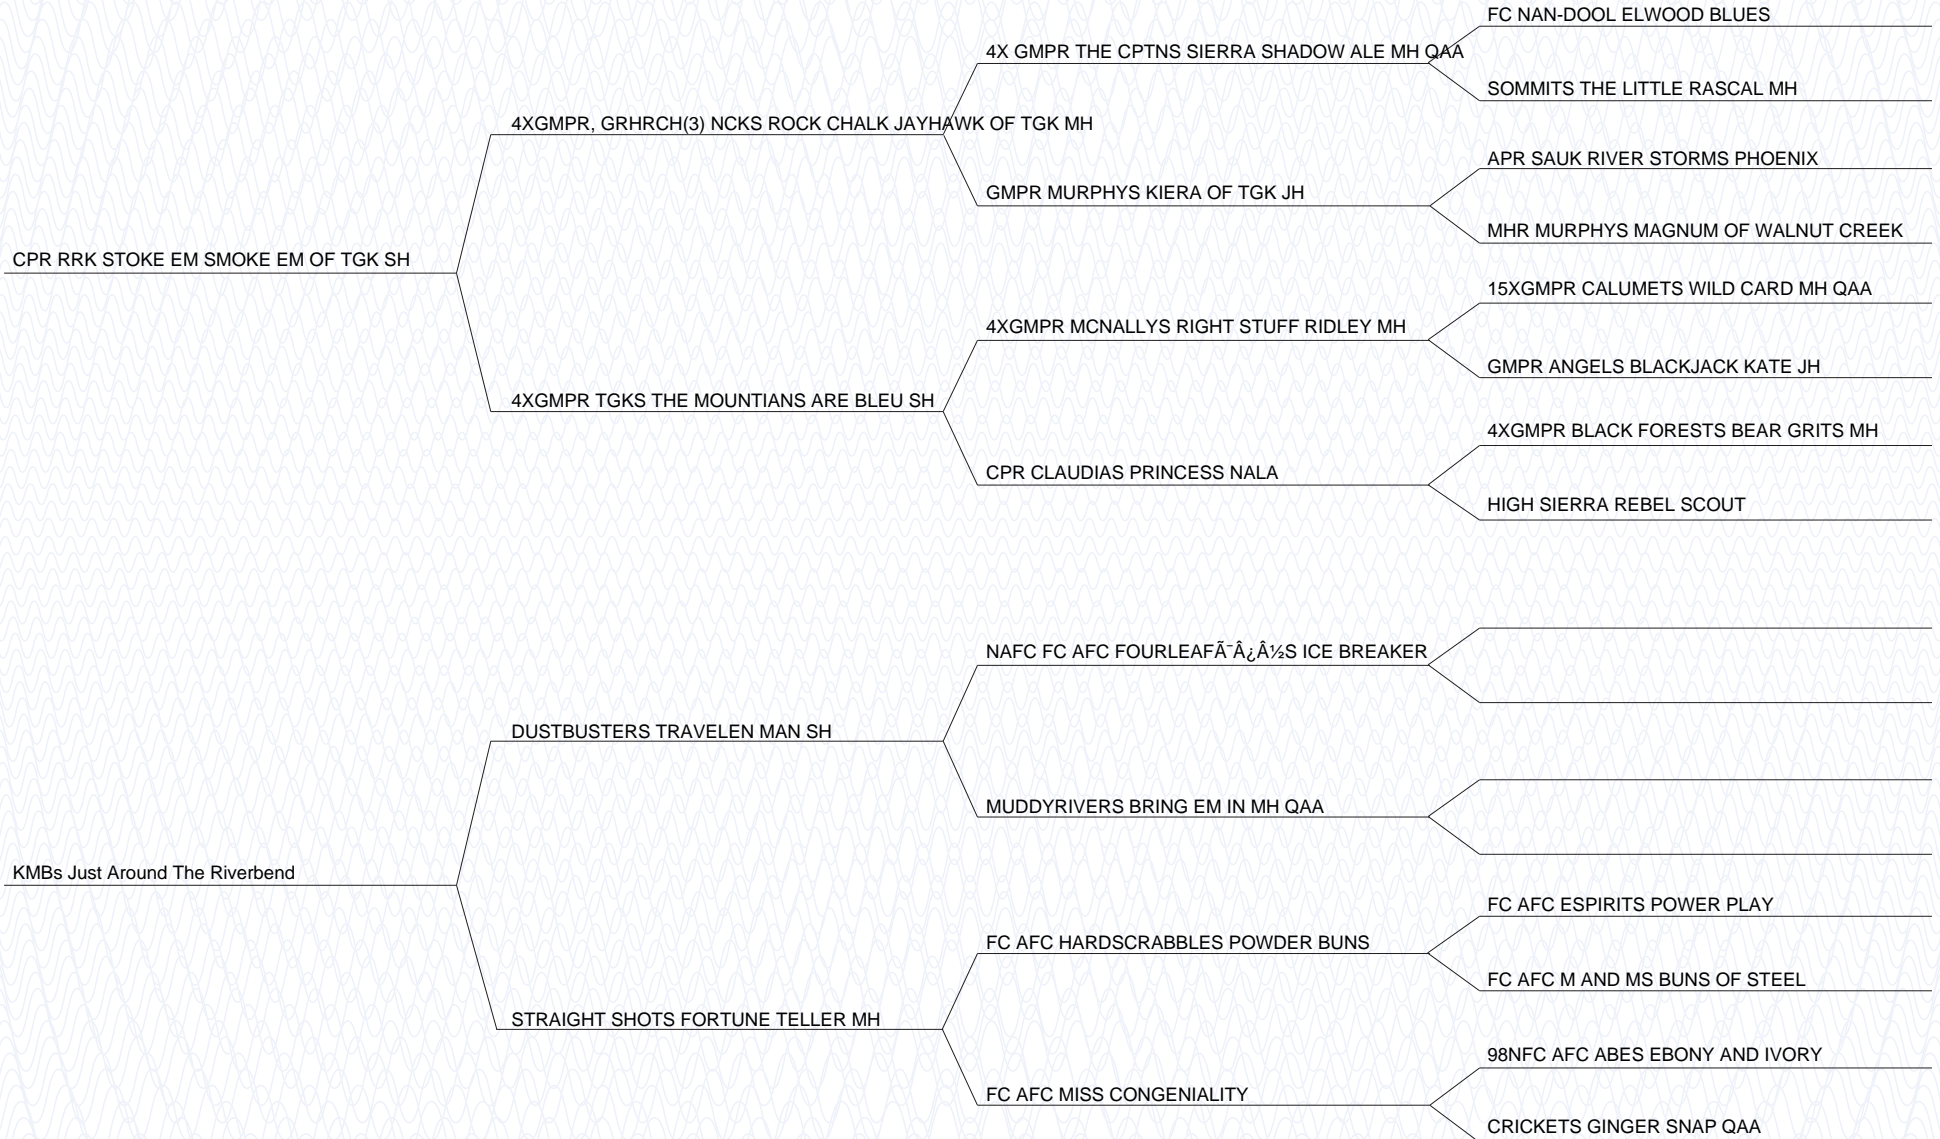 FC NAN-DOOL ELWOOD BLUES
4X GMPR THE CPTNS SIERRA SHADOW ALE MH QAA
SOMMITS THE LITTLE RASCAL MH
4XGMPR, GRHRCH(3) NCKS ROCK CHALK JAYHAWK OF TGK MH
APR SAUK RIVER STORMS PHOENIX
GMPR MURPHYS KIERA OF TGK JH
MHR MURPHYS MAGNUM OF WALNUT CREEK
CPR RRK STOKE EM SMOKE EM OF TGK SH
15XGMPR CALUMETS WILD CARD MH QAA
4XGMPR MCNALLYS RIGHT STUFF RIDLEY MH
GMPR ANGELS BLACKJACK KATE JH
4XGMPR TGKS THE MOUNTIANS ARE BLEU SH
4XGMPR BLACK FORESTS BEAR GRITS MH
CPR CLAUDIAS PRINCESS NALA
HIGH SIERRA REBEL SCOUT
NAFC FC AFC FOURLEAFÃ¯Â¿Â½S ICE BREAKER
DUSTBUSTERS TRAVELEN MAN SH
MUDDYRIVERS BRING EM IN MH QAA
KMBs Just Around The Riverbend
FC AFC ESPIRITS POWER PLAY
FC AFC HARDSCRABBLES POWDER BUNS
FC AFC M AND MS BUNS OF STEEL
STRAIGHT SHOTS FORTUNE TELLER MH
98NFC AFC ABES EBONY AND IVORY
FC AFC MISS CONGENIALITY
CRICKETS GINGER SNAP QAA